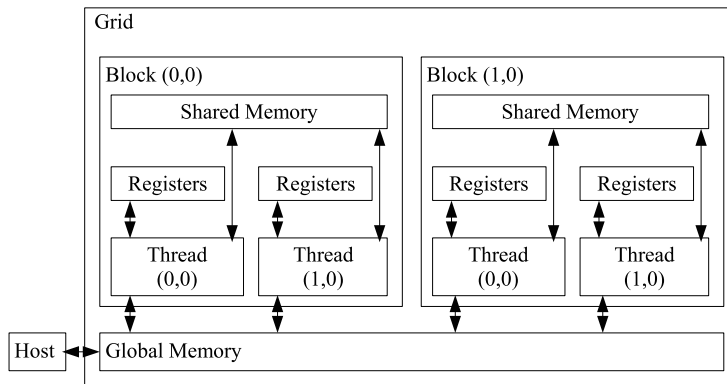 Grid
Block (0,0)
Shared Memory
Registers
Registers
Thread
(0,0)
Thread
(1,0)
Block (1,0)
Shared Memory
Registers
Registers
Thread
(0,0)
Thread
(1,0)
Host
Global Memory